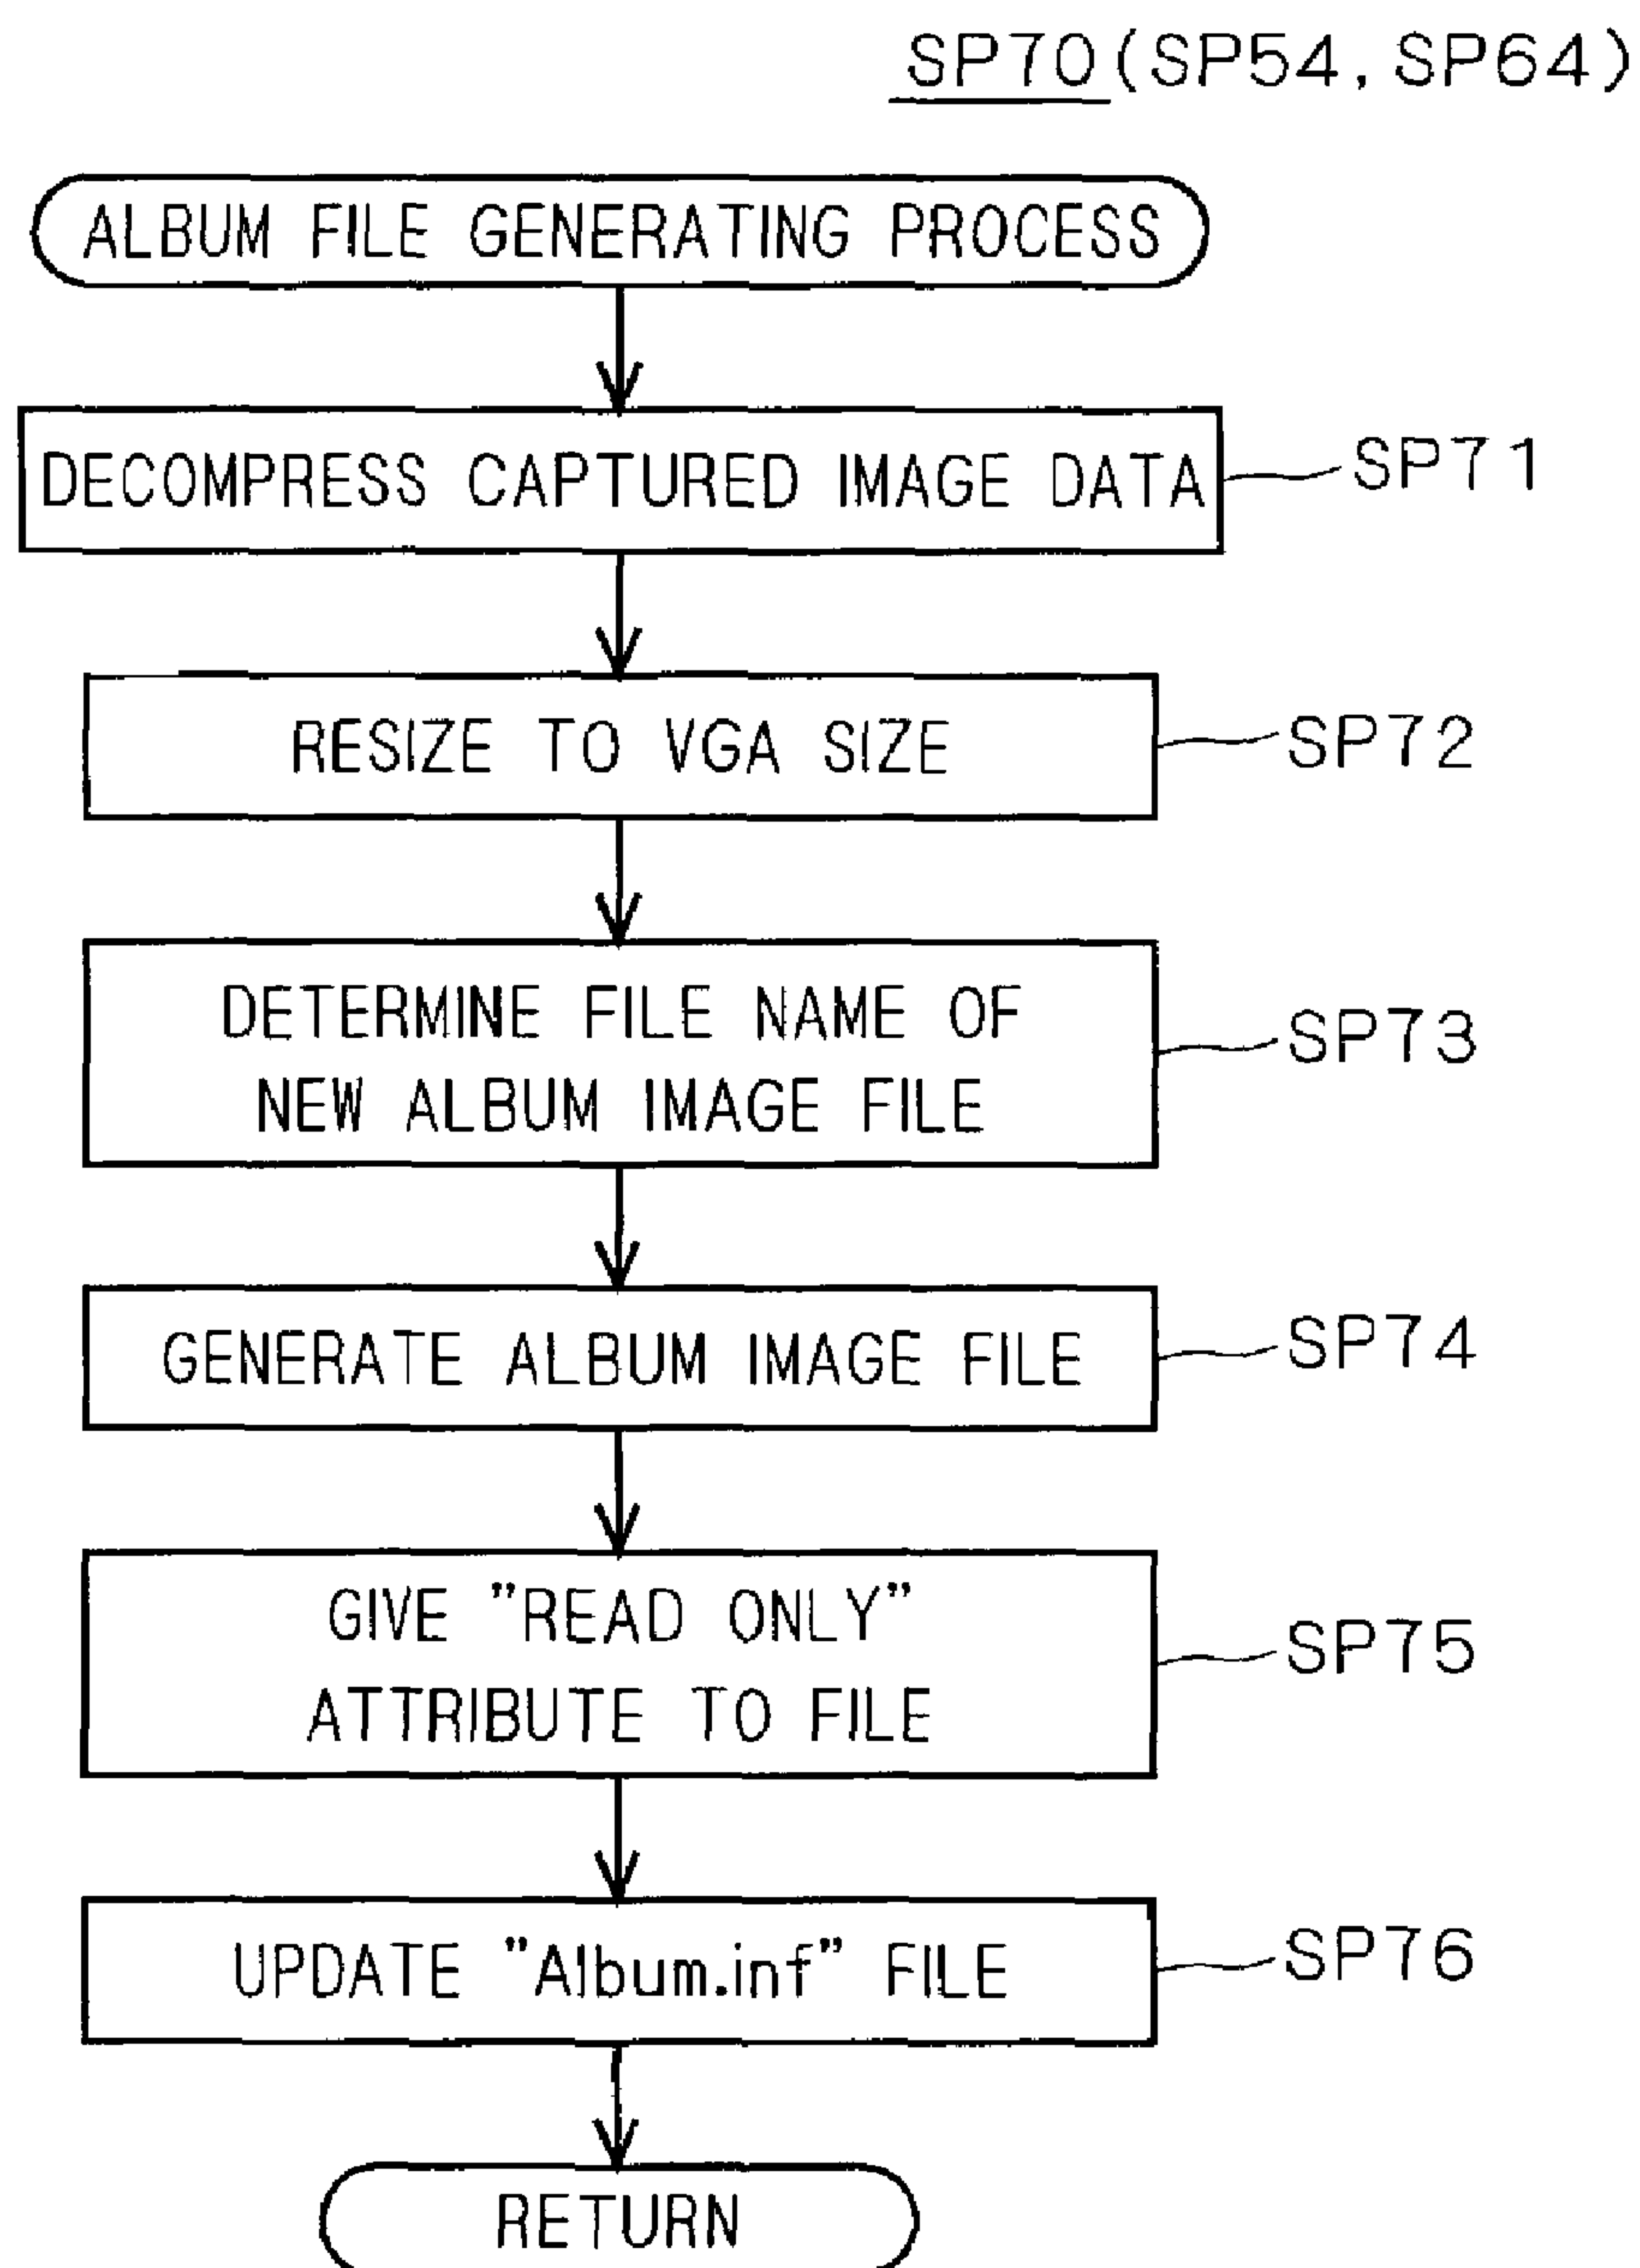 SP70(SP54, SP64)
ALBUM FILE GENERATING PROCESS
DECOMPRESS CAPTURED IMAGE DATA
SP71
RESIZE TO VGA SIZE
SP72
DETERMINE FILE NAME OF
NEW ALBUM IMAGE FILE
SP73
GENERATE ALBUM IMAGE FILE
SP74
GIVE "READ ONLY"
ATTRIBUTE TO FILE
SP75
UPDATE "Album.inf" FILE
SP76
RETURN